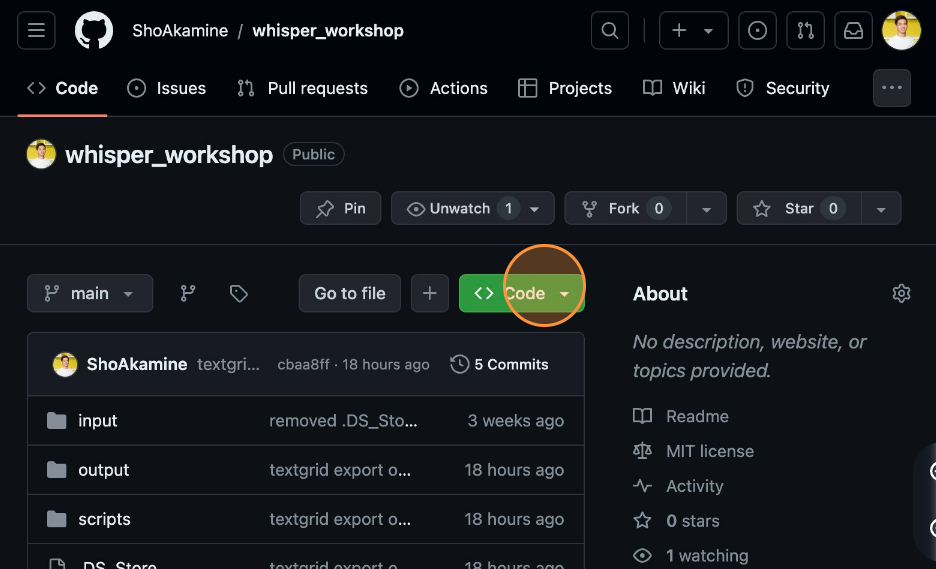 ShoAkamine / whisper_workshop
Code Issues Pull requests Actions Projects Wiki Security
whisper_workshop Public
Pin Unwatch 1 Fork 0 Star 0
main Go to file + Code
ShoAkamine textgri... cbaa8ff · 18 hours ago 5 Commits
input removed .DS_Sto... 3 weeks ago
output textgrid export o... 18 hours ago
scripts textgrid export o... 18 hours ago
.DS_Store textgrid export o... 18 hours ago
About
No description, website, or
topics provided.
Readme
MIT license
Activity
0 stars
1 watching